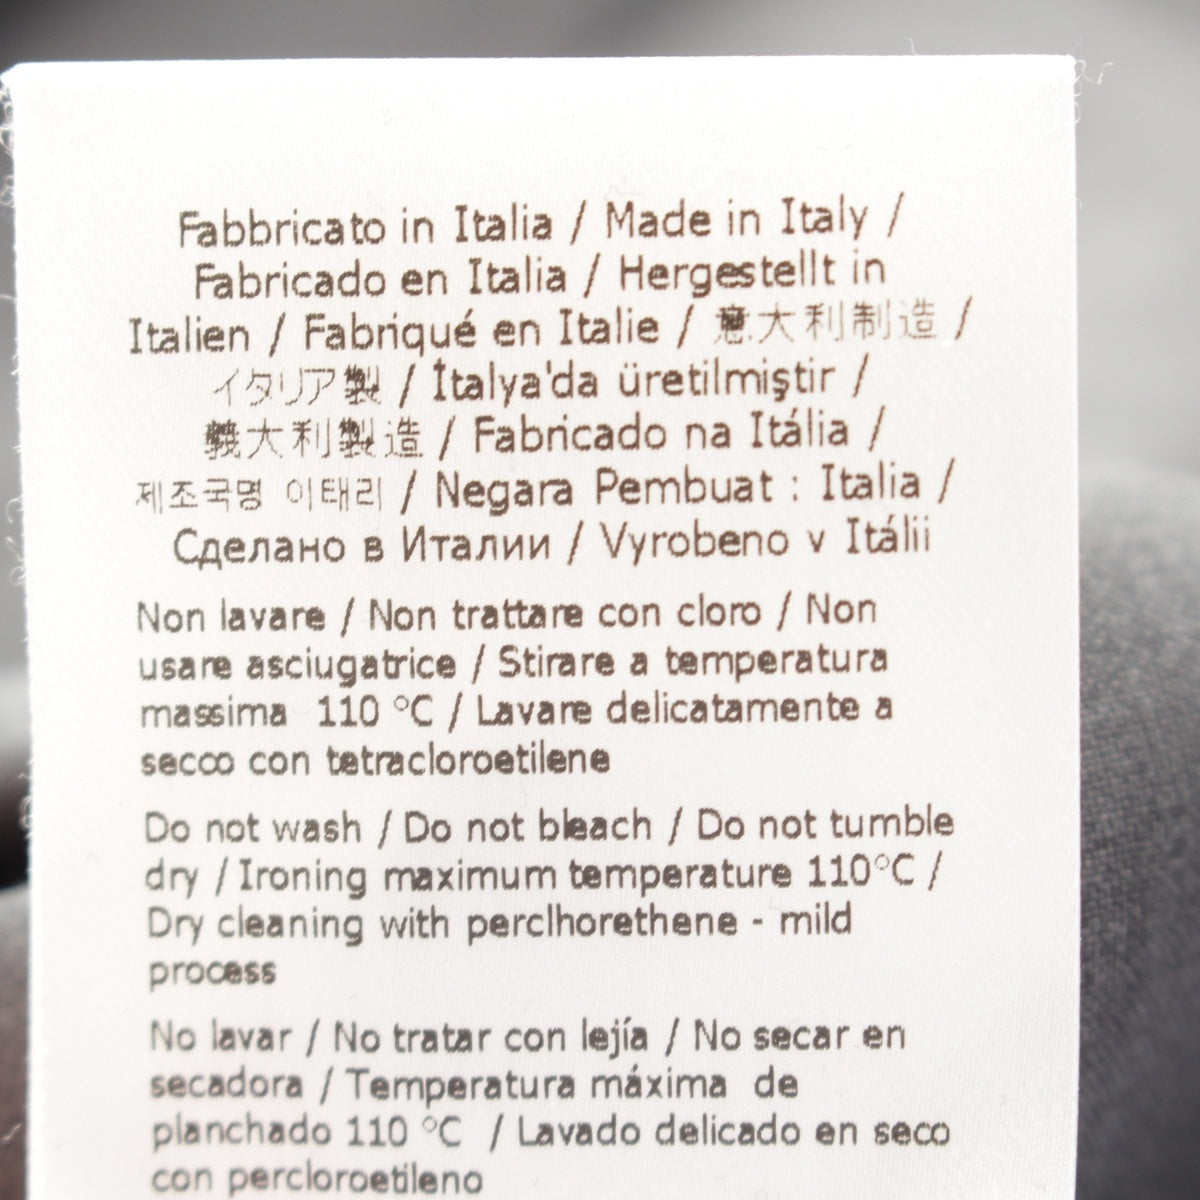 Fabbricato in Italia / Made in Italy /
Fabricado en Italia / Hergestellt in
Italien / Fabriqué en Italie / 意大利制造 /
イタリア製 / İtalya'da üretilmiştir /
義大利製造 / Fabricado na Itália /
제조국명 이태리 / Negara Pembuat : Italia /
Сделано в Италии / Vyrobeno v Itálii
Non lavare / Non trattare con cloro / Non
usare asciugatrice / Stirare a temperatura
massima 110 °C / Lavare delicatamente a
secco con tetracloroetilene
Do not wash / Do not bleach / Do not tumble
dry / Ironing maximum temperature 110°C /
Dry cleaning with perclhorethene - mild
process
No lavar / No tratar con lejía / No secar en
secadora / Temperatura máxima de
planchado 110 °C / Lavado delicado en seco
con percloroetileno